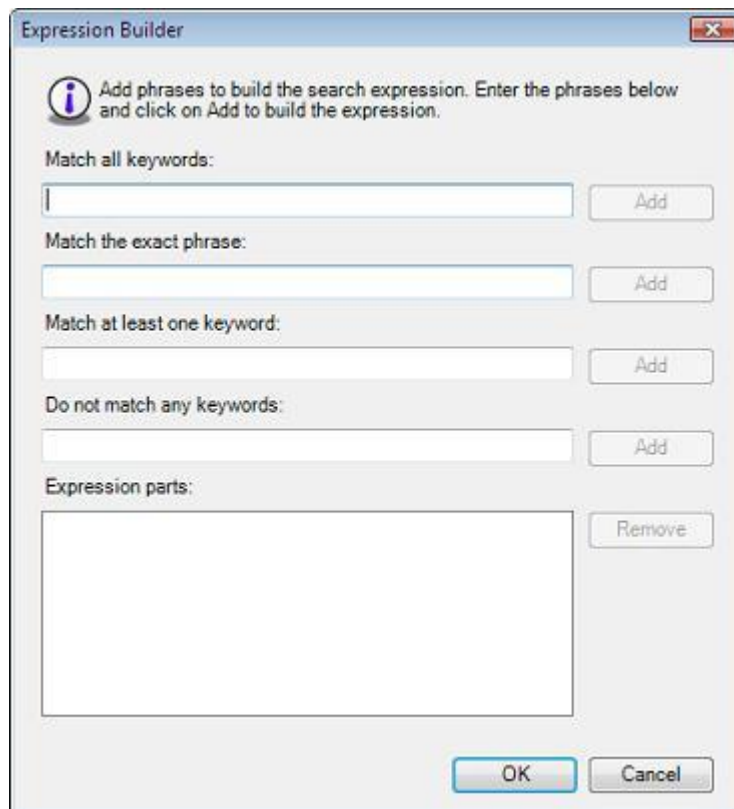 Expression Builder
Add phrases to build the search expression. Enter the phrases below
and click on Add to build the expression.
Match all keywords:
Add
Match the exact phrase:
Add
Match at least one keyword:
Add
Do not match any keywords:
Add
Expression parts:
Remove
OK
Cancel